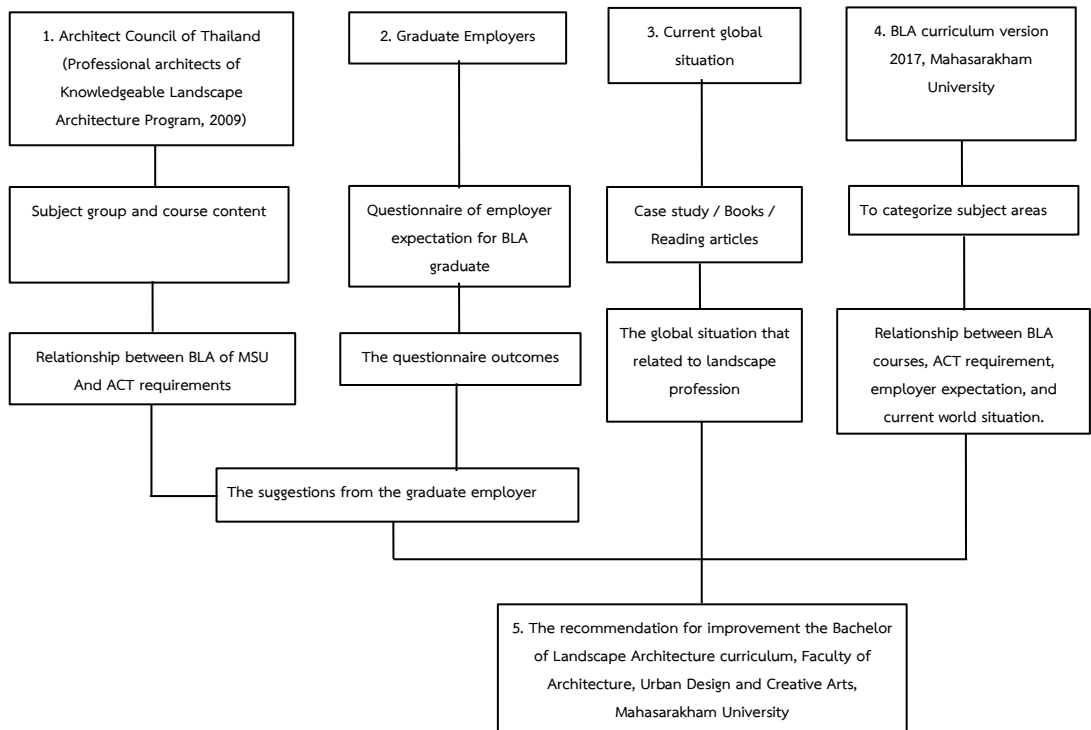 1. Architect Council of Thailand
(Professional architects of
Knowledgeable Landscape
Architecture Program, 2009)
2. Graduate Employers
3. Current global
situation
4. BLA curriculum version
2017, Mahasarakham
University
Subject group and course content
Questionnaire of employer
expectation for BLA
graduate
Case study / Books /
Reading articles
To categorize subject areas
Relationship between BLA of MSU
And ACT requirements
The questionnaire outcomes
The global situation that
related to landscape
profession
Relationship between BLA
courses, ACT requirement,
employer expectation, and
current world situation.
The suggestions from the graduate employer
5. The recommendation for improvement the Bachelor
of Landscape Architecture curriculum, Faculty of
Architecture, Urban Design and Creative Arts,
Mahasarakham University